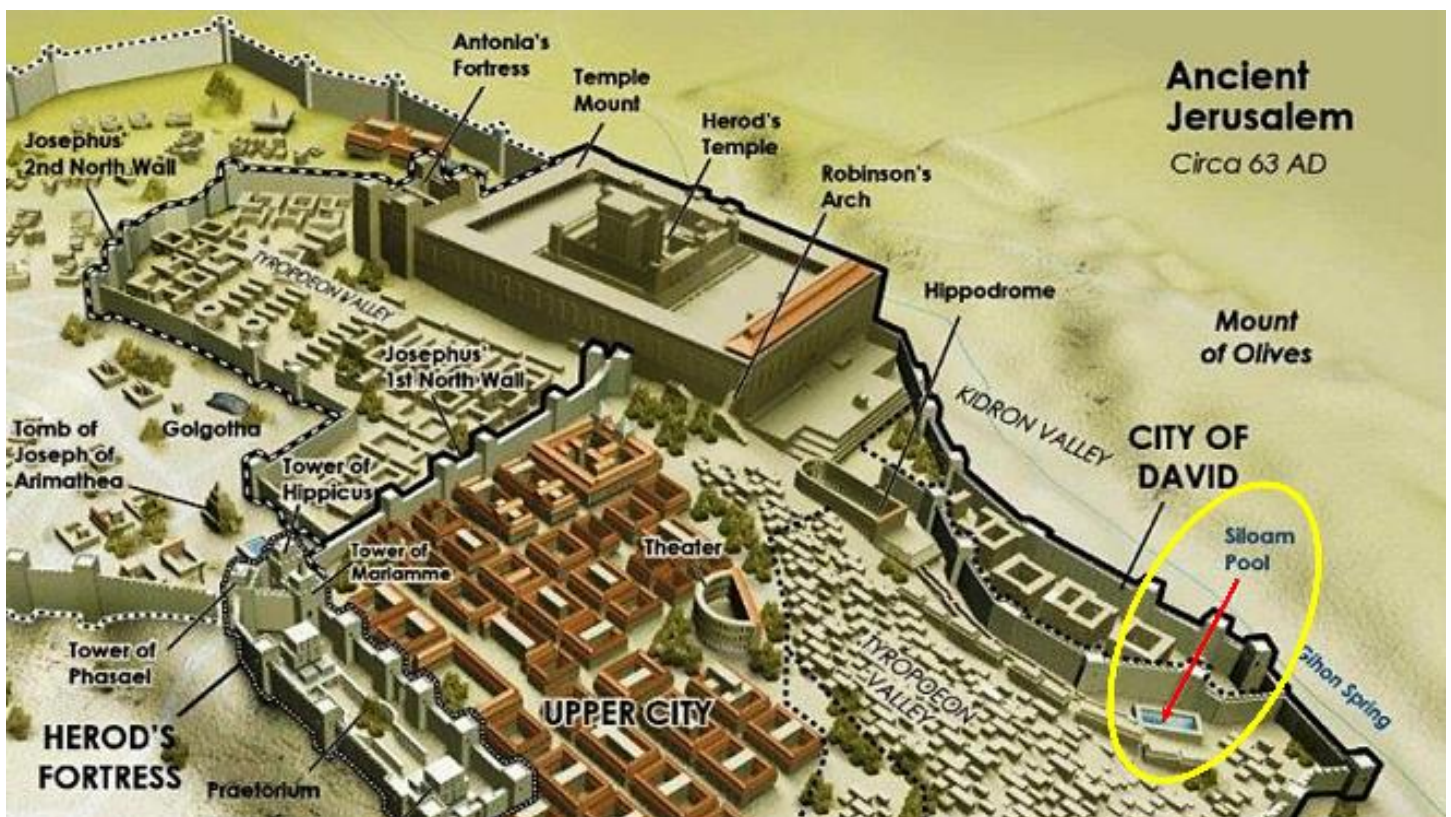 Ancient
Jerusalem
Circa 63 AD
Antonia's
Fortress
Temple
Mount
Herod's
Temple
Robinson's
Arch
Josephus'
2nd North Wall
TYROPOEON VALLEY
Hippodrome
Mount
of Olives
Josephus'
1st North Wall
KIDRON VALLEY
Tomb of
Joseph of
Arimathea
Golgotha
CITY OF
DAVID
Tower of
Hippicus
Siloam
Pool
Tower of
Mariamme
Theater
Tower of
Phasael
TYROPOEON
VALLEY
Gihon Spring
UPPER CITY
HEROD'S
FORTRESS
Praetorium